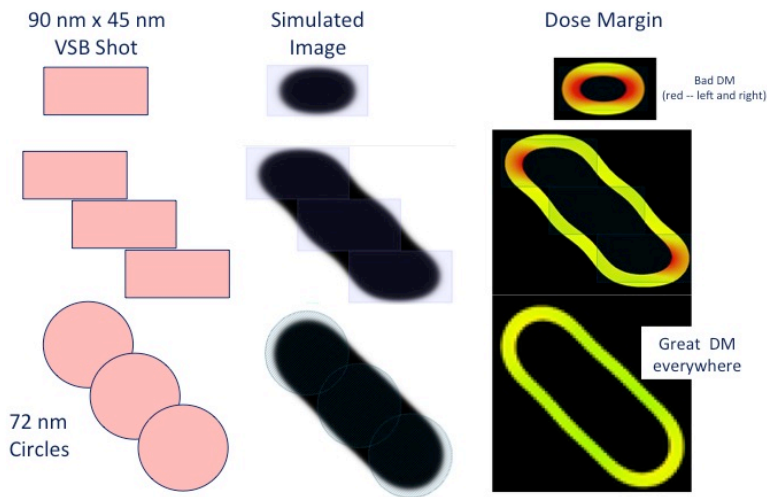 90 nm x 45 nm
VSB Shot
Simulated
Image
Dose Margin
Bad DM
(red -- left and right)
Great DM
everywhere
72 nm
Circles